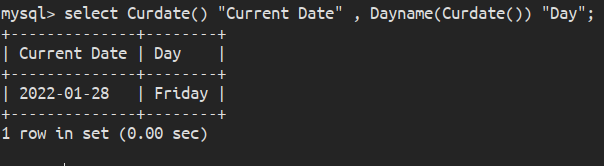 mysql> select Curdate() "Current Date" , Dayname(Curdate()) "Day";
+--------------+--------+
| Current Date | Day    |
+--------------+--------+
| 2022-01-28   | Friday |
+--------------+--------+
1 row in set (0.00 sec)